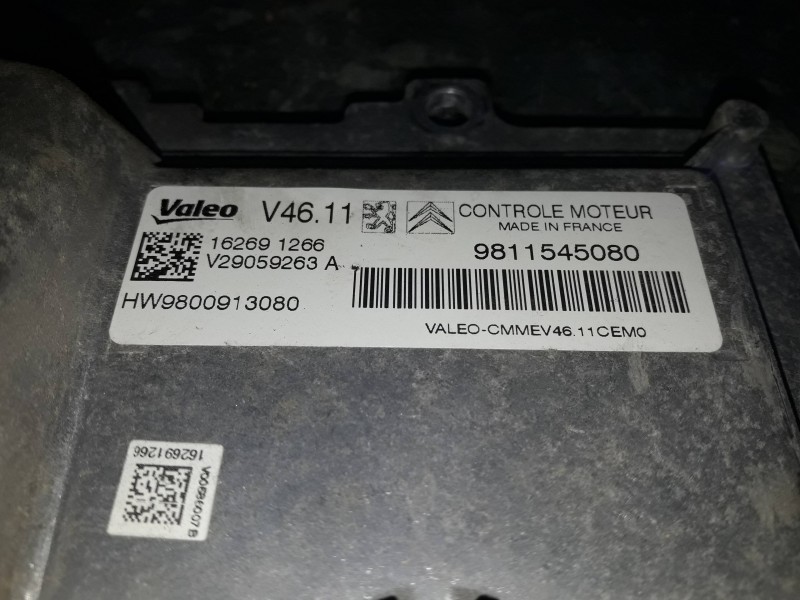 Valeo V46.11 CONTROLE MOTEUR
MADE IN FRANCE
16269 1266
V29059263 A
9811545080
HW9800913080
VALEO-CMMEV46.11CEM0
162691266